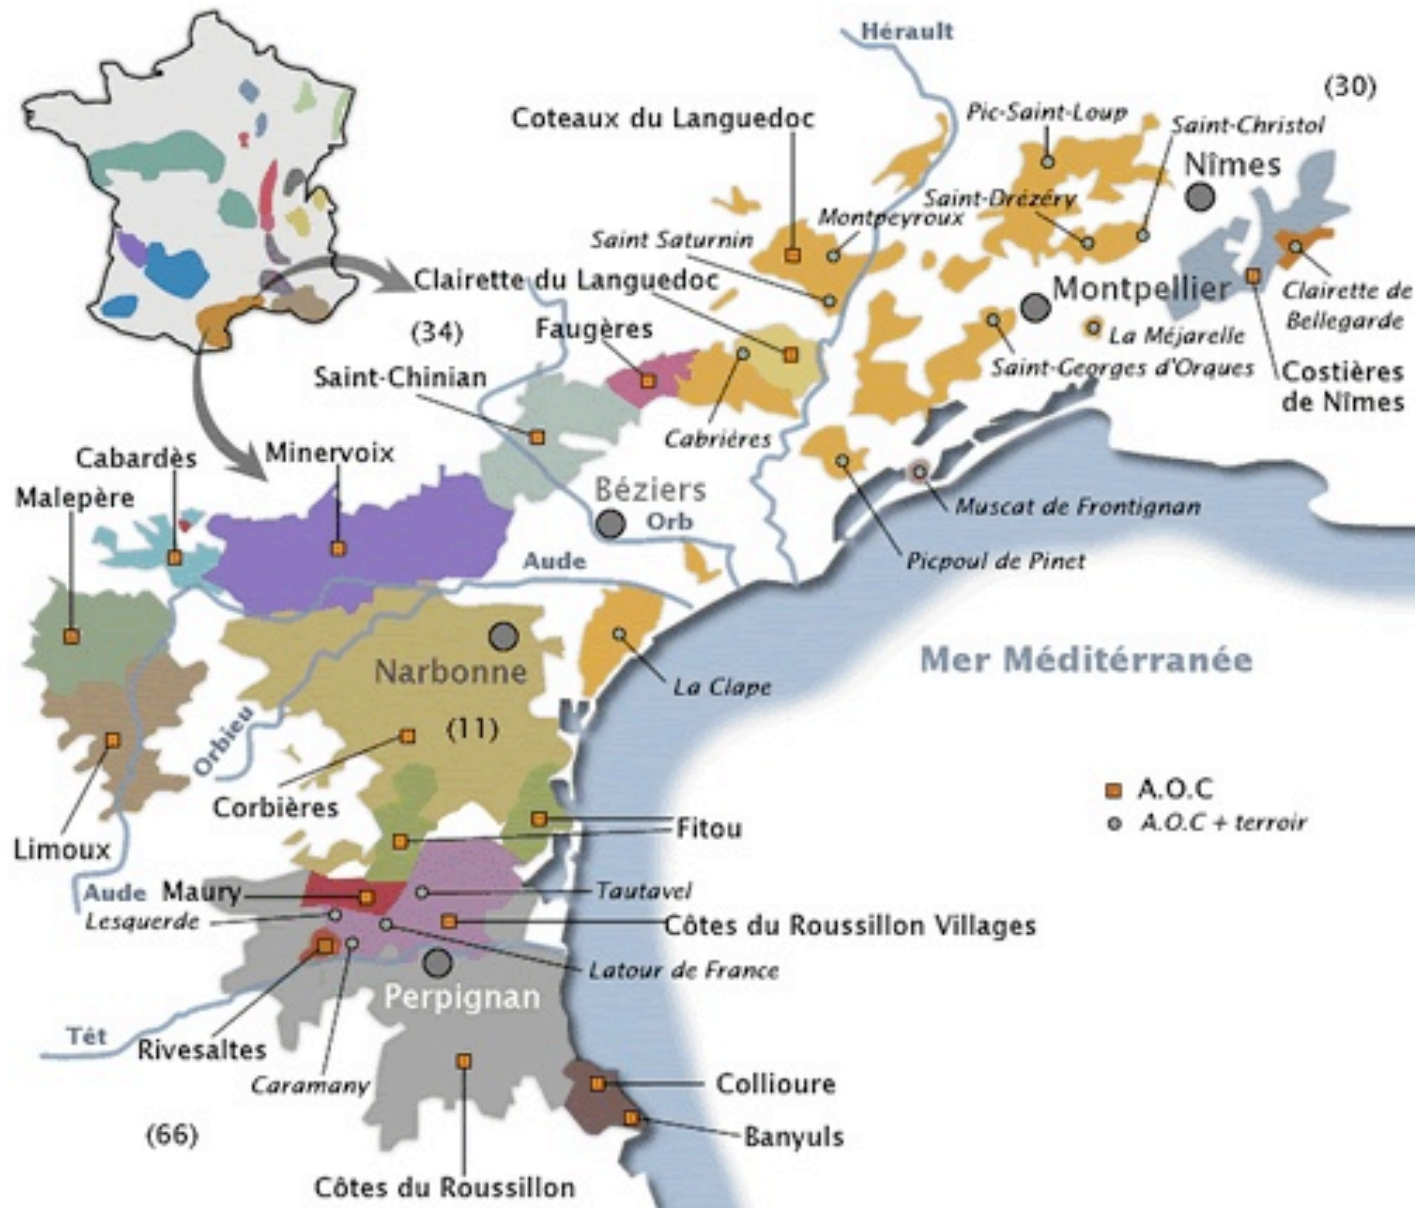 Hérault
(30)
Pic-Saint-Loup
Coteaux du Languedoc
Saint-Christol
Nîmes
Saint-Drézéry
Montpeyroux
Saint Saturnin
Clairette du Languedoc
Montpellier
Clairette de
Bellegarde
(34)
Faugères
La Méjarelle
Saint-Georges d'Orques
Costières
de Nîmes
Saint-Chinian
Cabrières
Cabardès
Minervoix
Malepère
Béziers
Orb
Muscat de Frontignan
Picpoul de Pinet
Aude
Narbonne
La Clape
Mer Méditérranée
Orbieu
(11)
Corbières
A.O.C
A.O.C + terroir
Fitou
Limoux
Aude
Maury
Tautavel
Lesquerde
Côtes du Roussillon Villages
Latour de France
Perpignan
Têt
Rivesaltes
Caramany
Collioure
(66)
Banyuls
Côtes du Roussillon